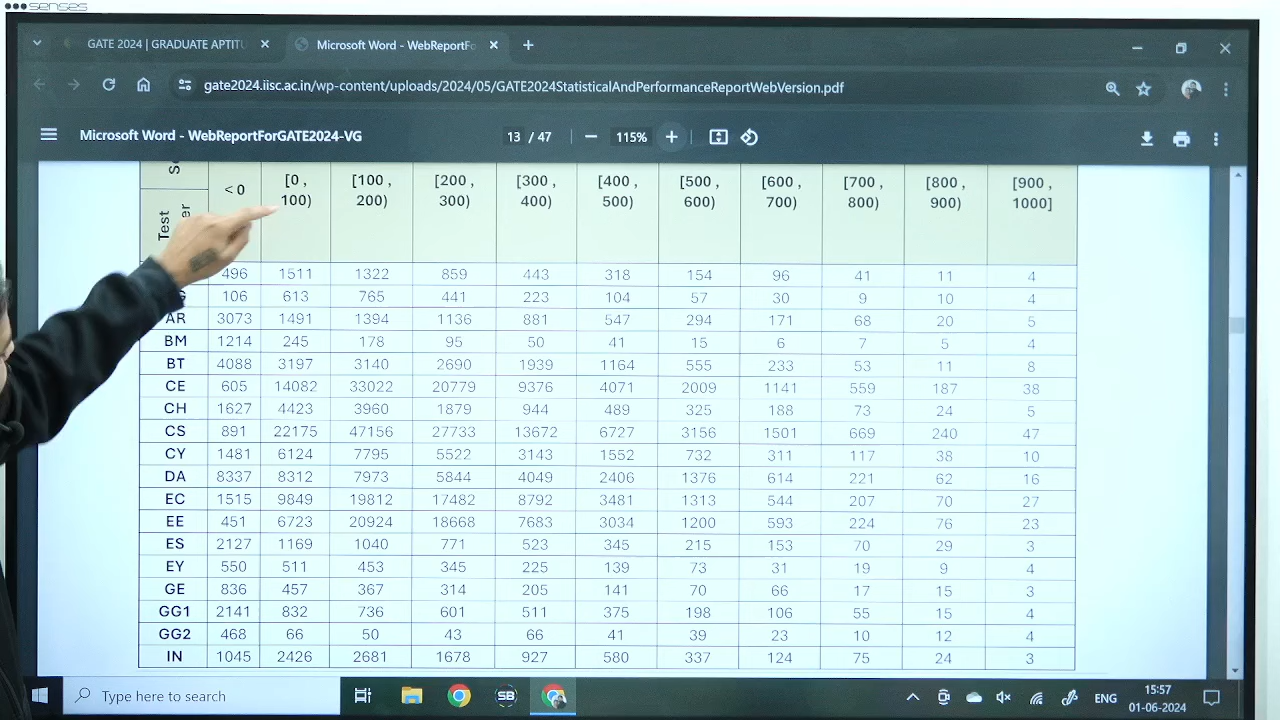 senses
GATE 2024 | GRADUATE APTITU
Microsoft Word - WebReportFo
gate2024.iisc.ac.in/wp-content/uploads/2024/05/GATE2024StatisticalAndPerformanceReportWebVersion.pdf
Microsoft Word - WebReportForGATE2024-VG
13 / 47
115%
Test
er
< 0 [0 , 100) [100 , 200) [200 , 300) [300 , 400) [400 , 500) [500 , 600) [600 , 700) [700 , 800) [800 , 900) [900 , 1000]
496 1511 1322 859 443 318 154 96 41 11 4
106 613 765 441 223 104 57 30 9 10 4
AR 3073 1491 1394 1136 881 547 294 171 68 20 5
BM 1214 245 178 95 50 41 15 6 7 5 4
BT 4088 3197 3140 2690 1939 1164 555 233 53 11 8
CE 605 14082 33022 20779 9376 4071 2009 1141 559 187 38
CH 1627 4423 3960 1879 944 489 325 188 73 24 5
CS 891 22175 47156 27733 13672 6727 3156 1501 669 240 47
CY 1481 6124 7795 5522 3143 1552 732 311 117 38 10
DA 8337 8312 7973 5844 4049 2406 1376 614 221 62 16
EC 1515 9849 19812 17482 8792 3481 1313 544 207 70 27
EE 451 6723 20924 18668 7683 3034 1200 593 224 76 23
ES 2127 1169 1040 771 523 345 215 153 70 29 3
EY 550 511 453 345 225 139 73 31 19 9 4
GE 836 457 367 314 205 141 70 66 17 15 3
GG1 2141 832 736 601 511 375 198 106 55 15 4
GG2 468 66 50 43 66 41 39 23 10 12 4
IN 1045 2426 2681 1678 927 580 337 124 75 24 3
Type here to search
SB
ENG
15:57
01-06-2024